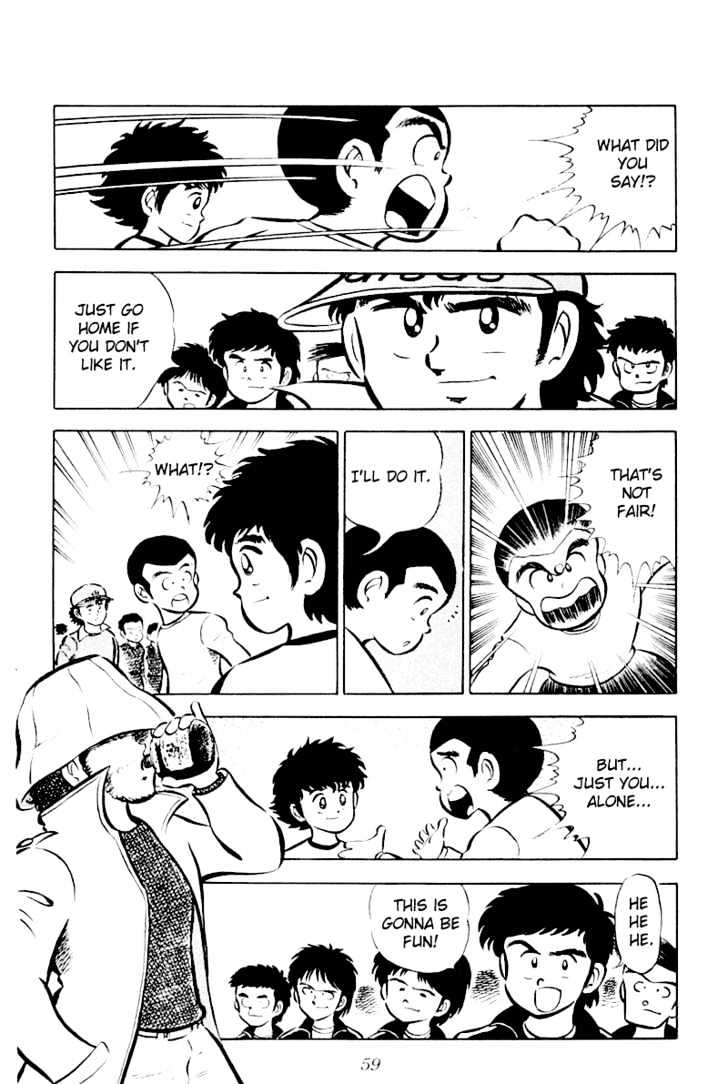 WHAT DID
YOU
SAY!?
JUST GO
HOME IF
YOU DON'T
LIKE IT.
WHAT!?
I'LL DO IT.
THAT'S
NOT
FAIR!
BUT...
JUST YOU...
ALONE...
THIS IS
GONNA BE
FUN!
HE
HE
HE.
59